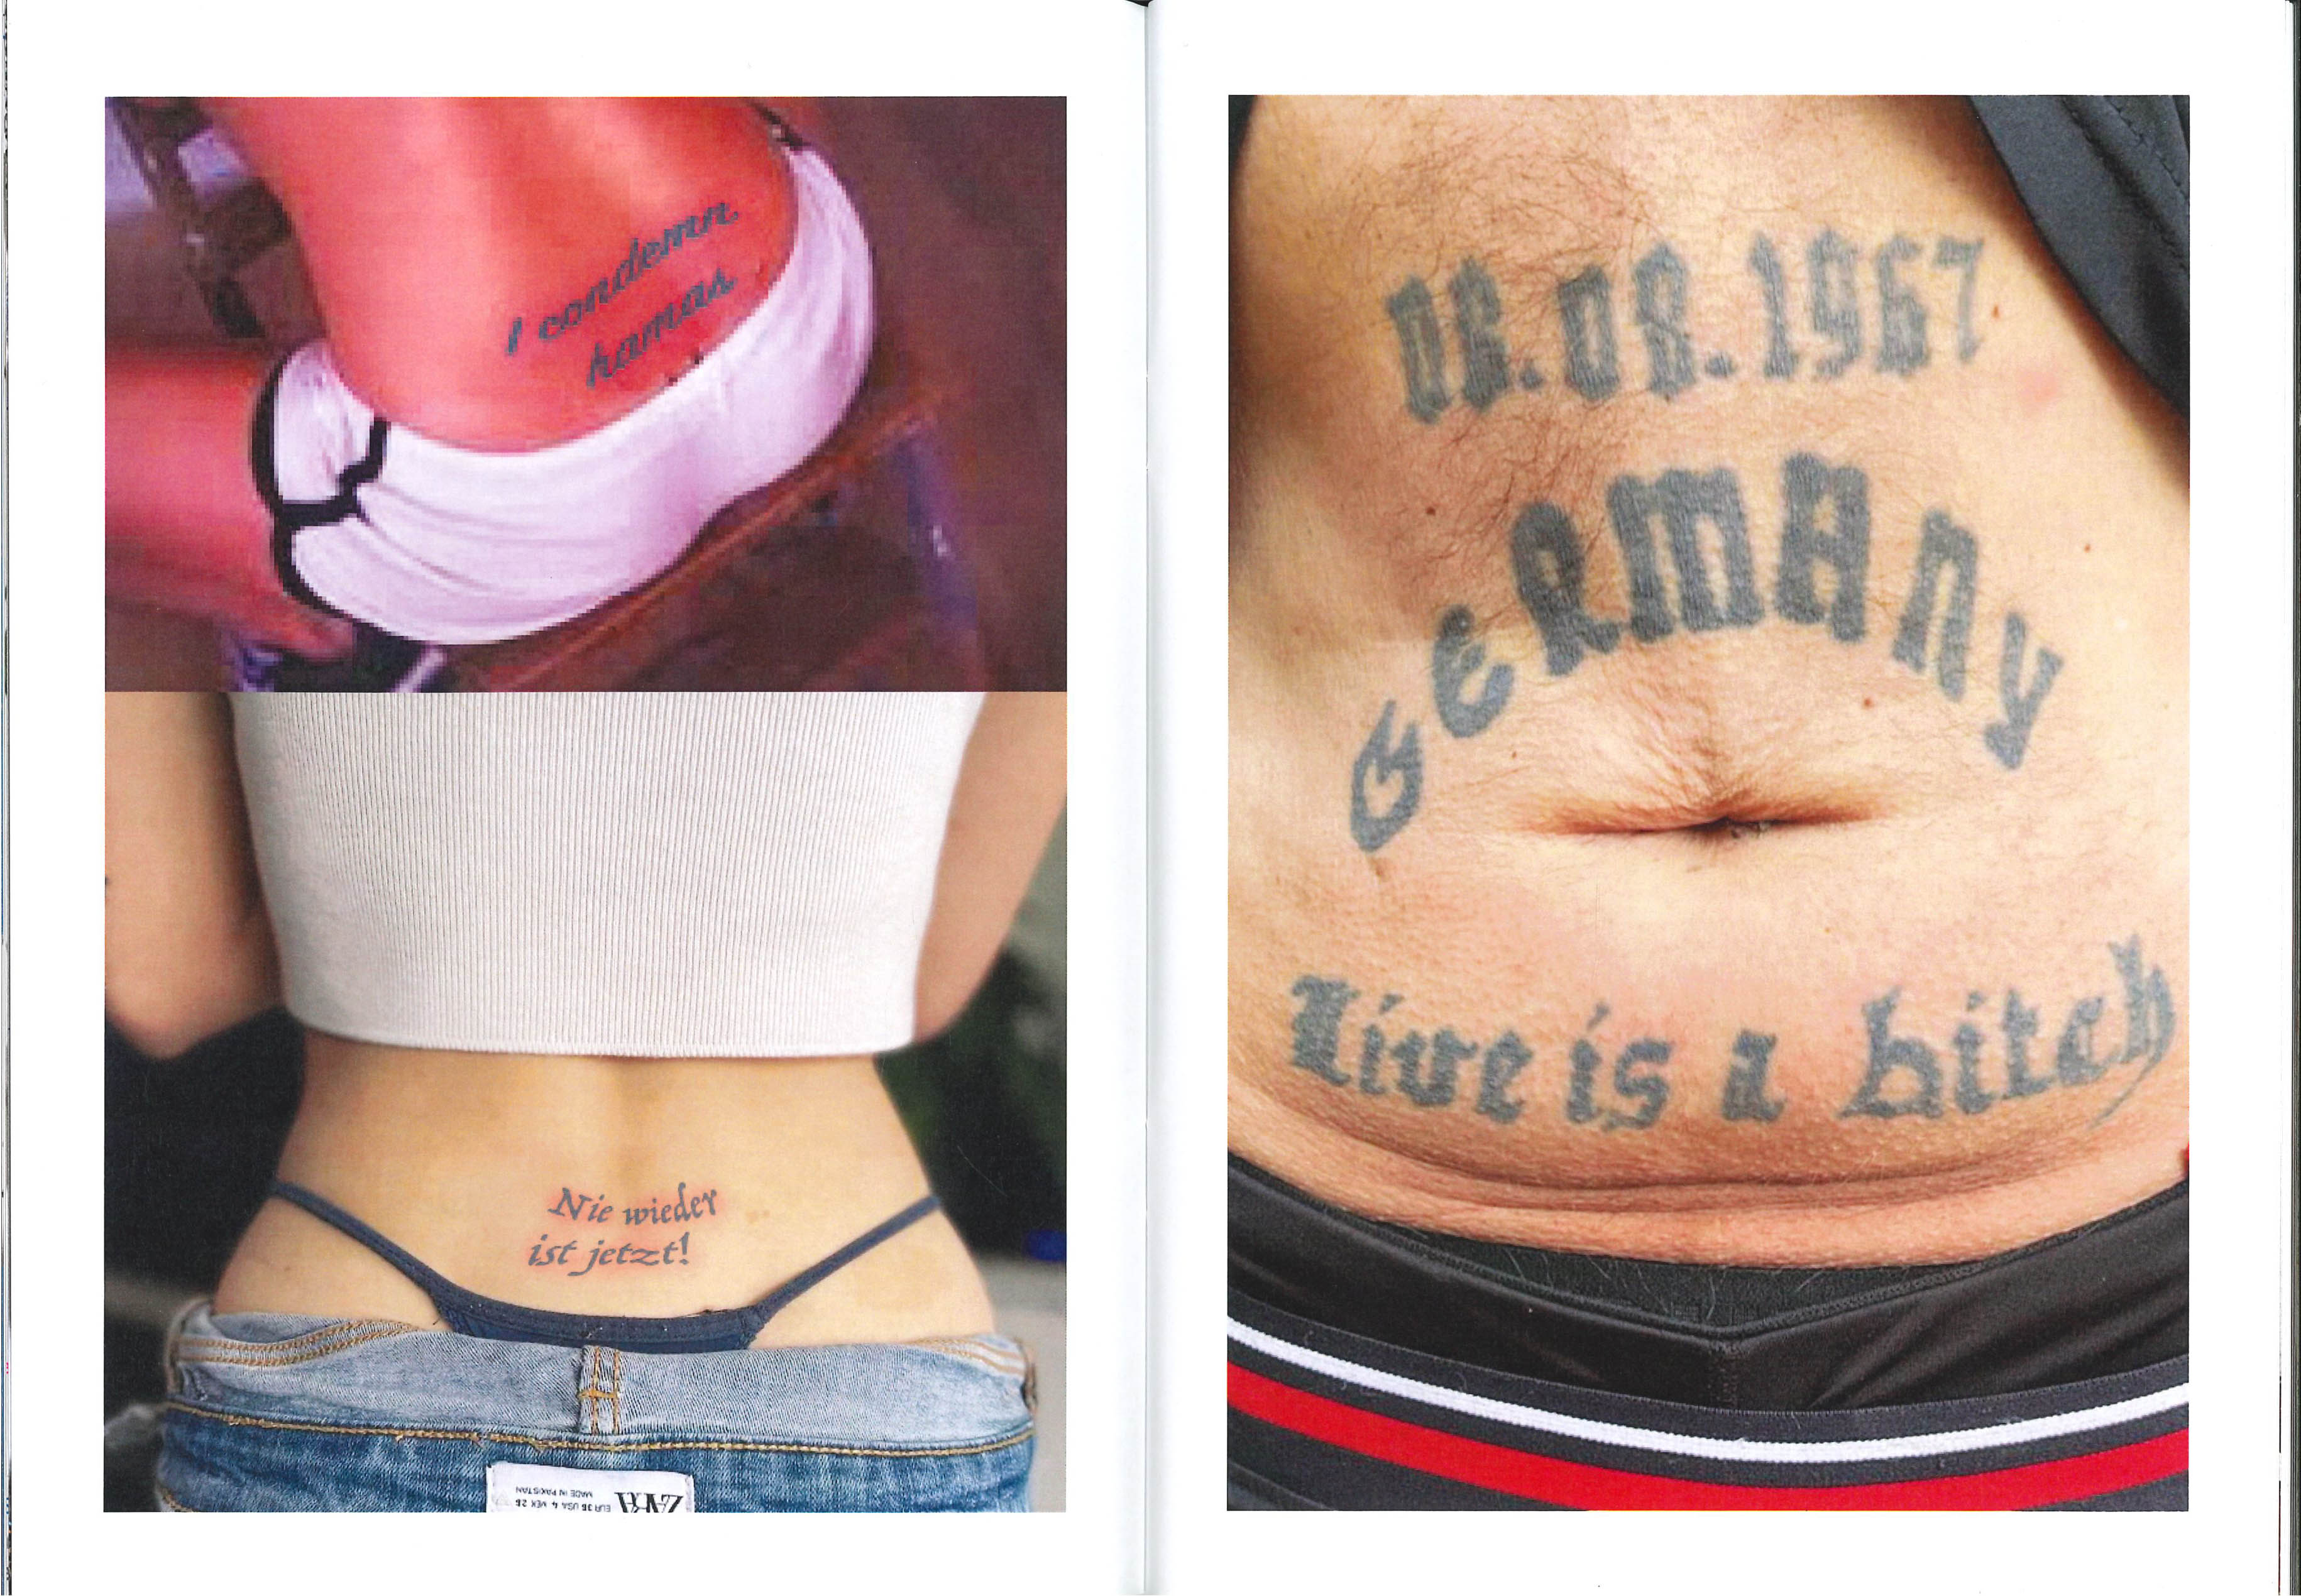 I condemn
hamas
Nie wieder
ist jetzt!
ZARA
EUR 36 USA 4 MEX 26
MADE IN PAKISTAN
06.08.1967
GERMANY
Live is a bitch